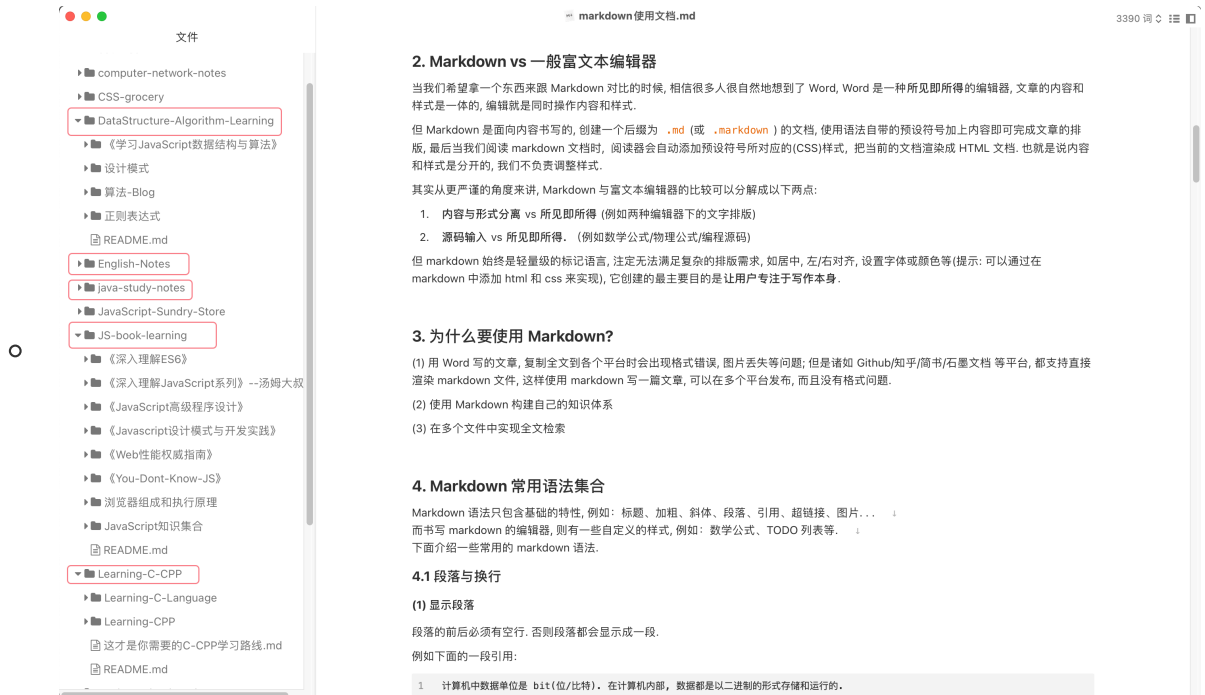 markdown使用文档.md
3390 词
文件
computer-network-notes
CSS-grocery
DataStructure-Algorithm-Learning
《学习JavaScript数据结构与算法》
设计模式
算法-Blog
正则表达式
README.md
English-Notes
java-study-notes
JavaScript-Sundry-Store
JS-book-learning
《深入理解ES6》
《深入理解JavaScript系列》--汤姆大叔
《JavaScript高级程序设计》
《Javascript设计模式与开发实践》
《Web性能权威指南》
《You-Dont-Know-JS》
浏览器组成和执行原理
JavaScript知识集合
README.md
Learning-C-CPP
Learning-C-Language
Learning-CPP
这才是你需要的C-CPP学习路线.md
README.md
2. Markdown vs 一般富文本编辑器
当我们希望拿一个东西来跟 Markdown 对比的时候, 相信很多人很自然地想到了 Word, Word 是一种所见即所得的编辑器, 文章的内容和
样式是一体的, 编辑就是同时操作内容和样式.
但 Markdown 是面向内容书写的, 创建一个后缀为 .md (或 .markdown ) 的文档, 使用语法自带的预设符号加上内容即可完成文章的排
版, 最后当我们阅读 markdown 文档时, 阅读器会自动添加预设符号所对应的(CSS)样式, 把当前的文档渲染成 HTML 文档. 也就是说内容
和样式是分开的, 我们不负责调整样式.
其实从更严谨的角度来讲, Markdown 与富文本编辑器的比较可以分解成以下两点:
1. 内容与形式分离 vs 所见即所得 (例如两种编辑器下的文字排版)
2. 源码输入 vs 所见即所得. (例如数学公式/物理公式/编程源码)
但 markdown 始终是轻量级的标记语言, 注定无法满足复杂的排版需求, 如居中, 左/右对齐, 设置字体或颜色等(提示: 可以通过在
markdown 中添加 html 和 css 来实现), 它创建的最主要目的是让用户专注于写作本身.
3. 为什么要使用 Markdown?
(1) 用 Word 写的文章, 复制全文到各个平台时会出现格式错误, 图片丢失等问题; 但是诸如 Github/知乎/简书/石墨文档 等平台, 都支持直接
渲染 markdown 文件, 这样使用 markdown 写一篇文章, 可以在多个平台发布, 而且没有格式问题.
(2) 使用 Markdown 构建自己的知识体系
(3) 在多个文件中实现全文检索
4. Markdown 常用语法集合
Markdown 语法只包含基础的特性, 例如：标题、加粗、斜体、段落、引用、超链接、图片... ↓
而书写 markdown 的编辑器, 则有一些自定义的样式, 例如：数学公式、TODO 列表等. ↓
下面介绍一些常用的 markdown 语法.
4.1 段落与换行
(1) 显示段落
段落的前后必须有空行. 否则段落都会显示成一段.
例如下面的一段引用:
1 计算机中数据单位是 bit(位/比特). 在计算机内部, 数据都是以二进制的形式存储和运行的.